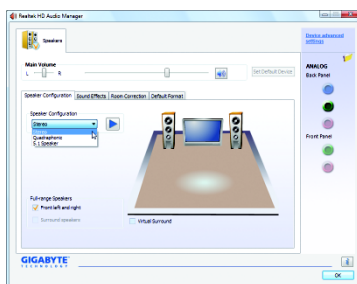 Realtek HD Audio Manager
Speakers
Device advanced settings
Main Volume
L
R
Set Default Device
ANALOG
Back Panel
Speaker Configuration
Sound Effects
Room Correction
Default Format
Speaker Configuration
Stereo
Stereo
Quadraphonic
5.1 Speaker
Front Panel
Full-range Speakers
Front left and right
Surround speakers
Virtual Surround
GIGABYTE
TECHNOLOGY
OK